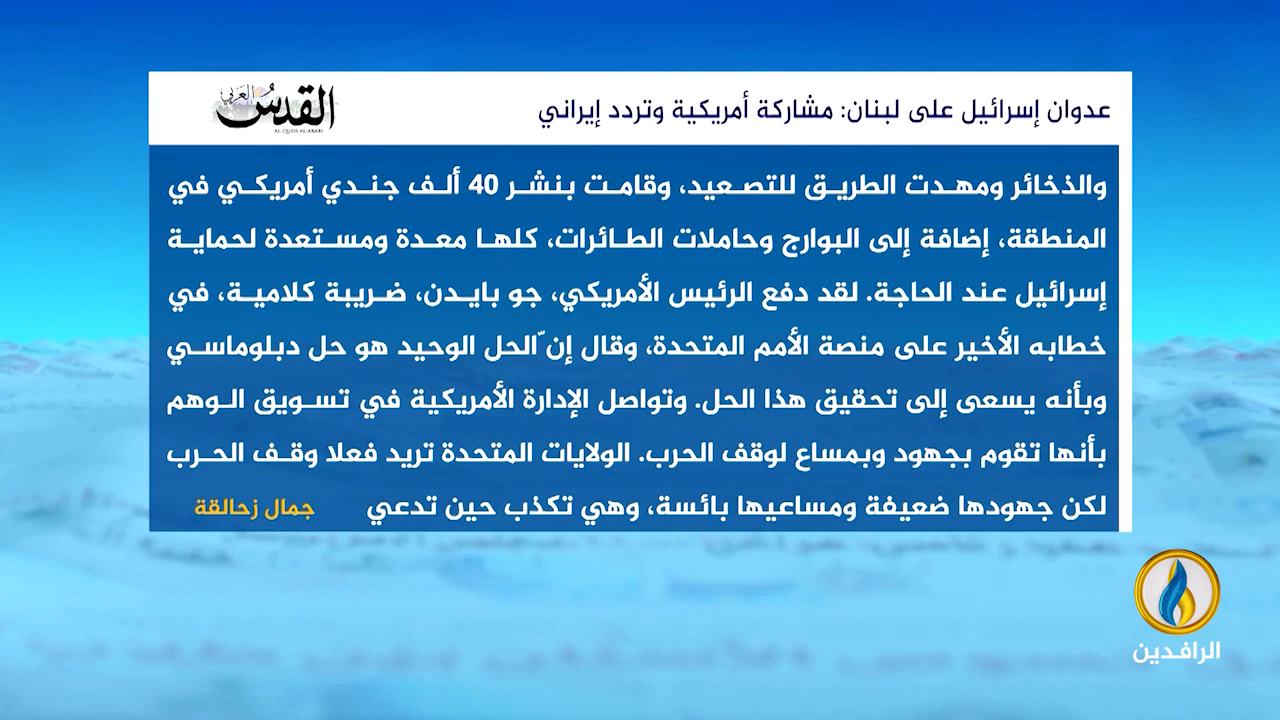 عدوان إسرائيل على لبنان: مشاركة أمريكية وتردد إيراني
القدس العربي
AL-QUDS AL-ARABI
والذخائر ومهدت الطريق للتصعيد، وقامت بنشر 40 ألف جندي أمريكي في
المنطقة، إضافة إلى البوارج وحاملات الطائرات، كلها معدة ومستعدة لحماية
إسرائيل عند الحاجة. لقد دفع الرئيس الأمريكي، جو بايدن، ضريبة كلامية، في
خطابه الأخير على منصة الأمم المتحدة، وقال إنّ الحل الوحيد هو حل دبلوماسي
وبأنه يسعى إلى تحقيق هذا الحل. وتواصل الإدارة الأمريكية في تسويق الوهم
بأنها تقوم بجهود وبمساع لوقف الحرب. الولايات المتحدة تريد فعلا وقف الحرب
لكن جهودها ضعيفة ومساعيها بائسة، وهي تكذب حين تدعي
جمال زحالقة
الرافدين